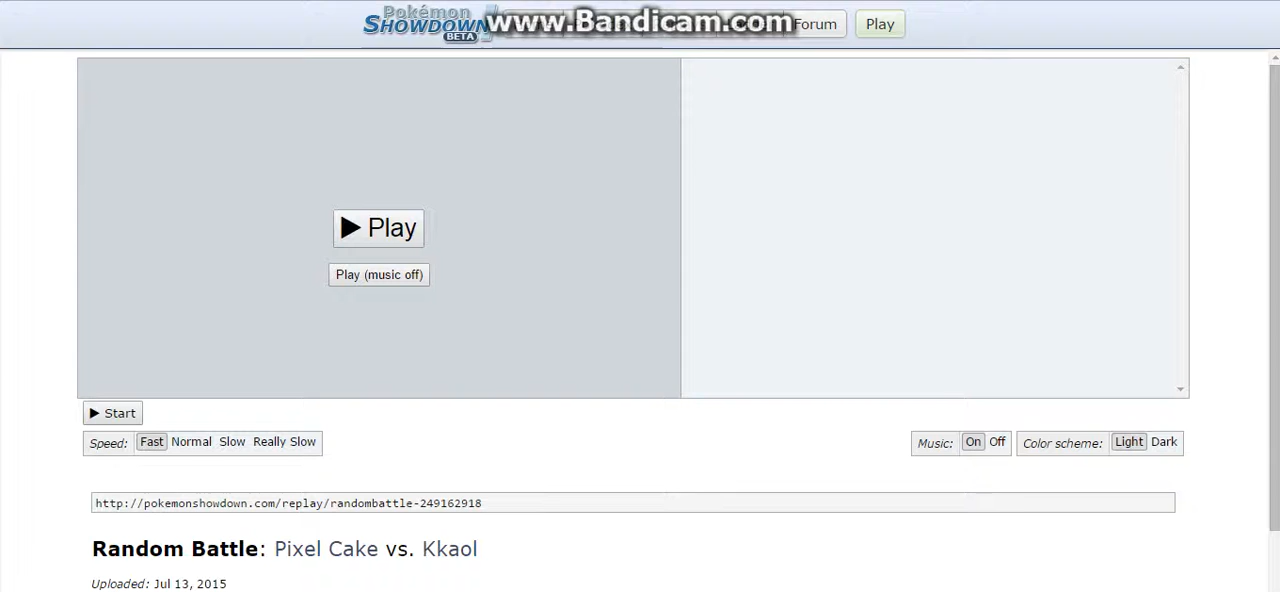 Pokémon
SHOWDOWN
BETA
www.Bandicam.com
Forum
Play
Play
Play (music off)
Start
Speed: Fast Normal Slow Really Slow
Music: On Off
Color scheme: Light Dark
http://pokemonshowdown.com/replay/randombattle-249162918
Random Battle: Pixel Cake vs. Kkaol
Uploaded: Jul 13, 2015